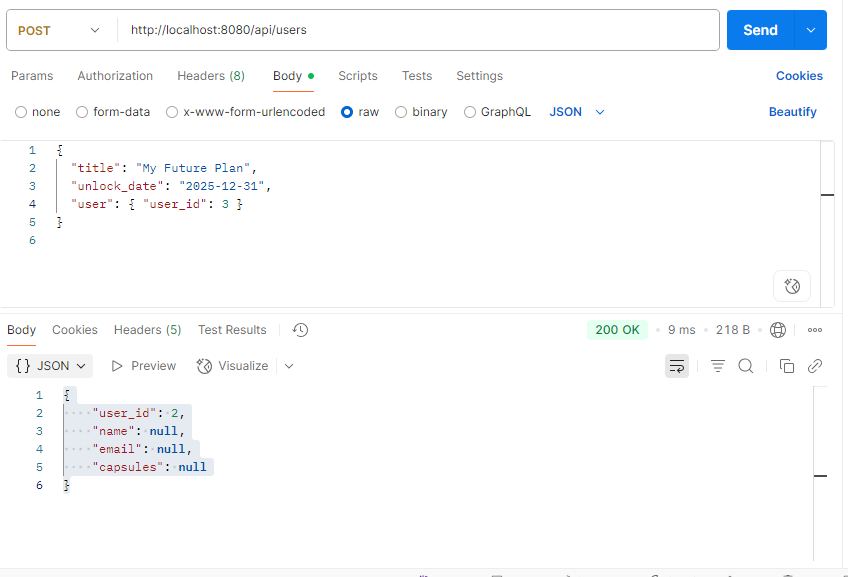 POST http://localhost:8080/api/users Send
Params Authorization Headers (8) Body Scripts Tests Settings Cookies
none form-data x-www-form-urlencoded raw binary GraphQL JSON Beautify
1 {
2 "title": "My Future Plan",
3 "unlock_date": "2025-12-31",
4 "user": { "user_id": 3 }
5 }
6
Body Cookies Headers (5) Test Results 200 OK • 9 ms • 218 B •
{} JSON Preview Visualize
1 {
2 "user_id": 2,
3 "name": null,
4 "email": null,
5 "capsules": null
6 }